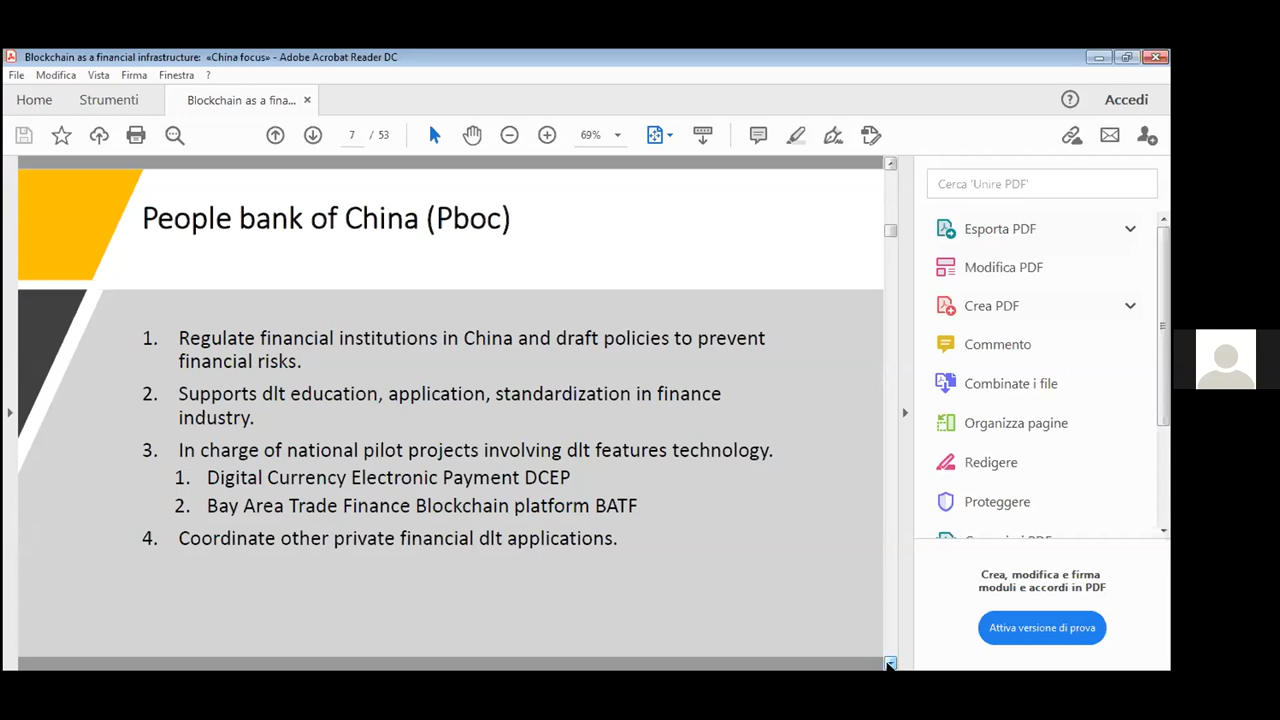 Blockchain as a financial infrastructure: «China focus» - Adobe Acrobat Reader DC
File Modifica Vista Firma Finestra ?
Home Strumenti Blockchain as a fina... × ? Accedi
7 / 53 69%
People bank of China (Pboc)
1. Regulate financial institutions in China and draft policies to prevent
financial risks.
2. Supports dlt education, application, standardization in finance
industry.
3. In charge of national pilot projects involving dlt features technology.
1. Digital Currency Electronic Payment DCEP
2. Bay Area Trade Finance Blockchain platform BATF
4. Coordinate other private financial dlt applications.
Cerca 'Unire PDF'
Esporta PDF
Modifica PDF
Crea PDF
Commento
Combinate i file
Organizza pagine
Redigere
Proteggere
Crea, modifica e firma
moduli e accordi in PDF
Attiva versione di prova